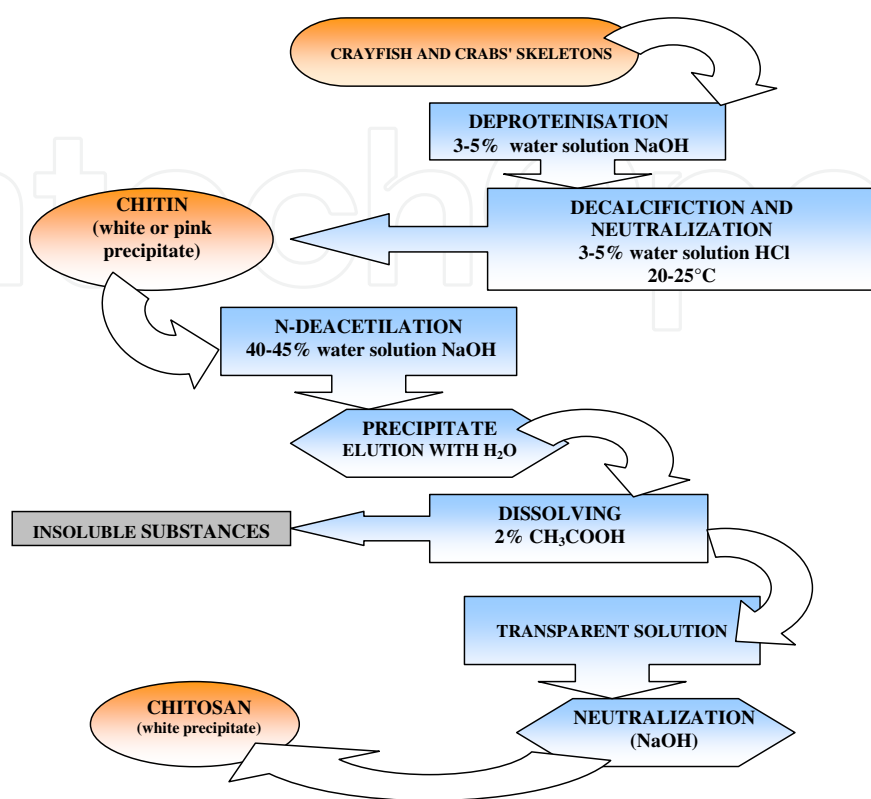 CRAYFISH AND CRABS' SKELETONS
DEPROTEINISATION
3-5% water solution NaOH
DECALCIFICTION AND
NEUTRALIZATION
3-5% water solution HCl
20-25°C
CHITIN
(white or pink
precipitate)
N-DEACETILATION
40-45% water solution NaOH
PRECIPITATE
ELUTION WITH H₂O
DISSOLVING
2% CH₃COOH
INSOLUBLE SUBSTANCES
TRANSPARENT SOLUTION
NEUTRALIZATION
(NaOH)
CHITOSAN
(white precipitate)